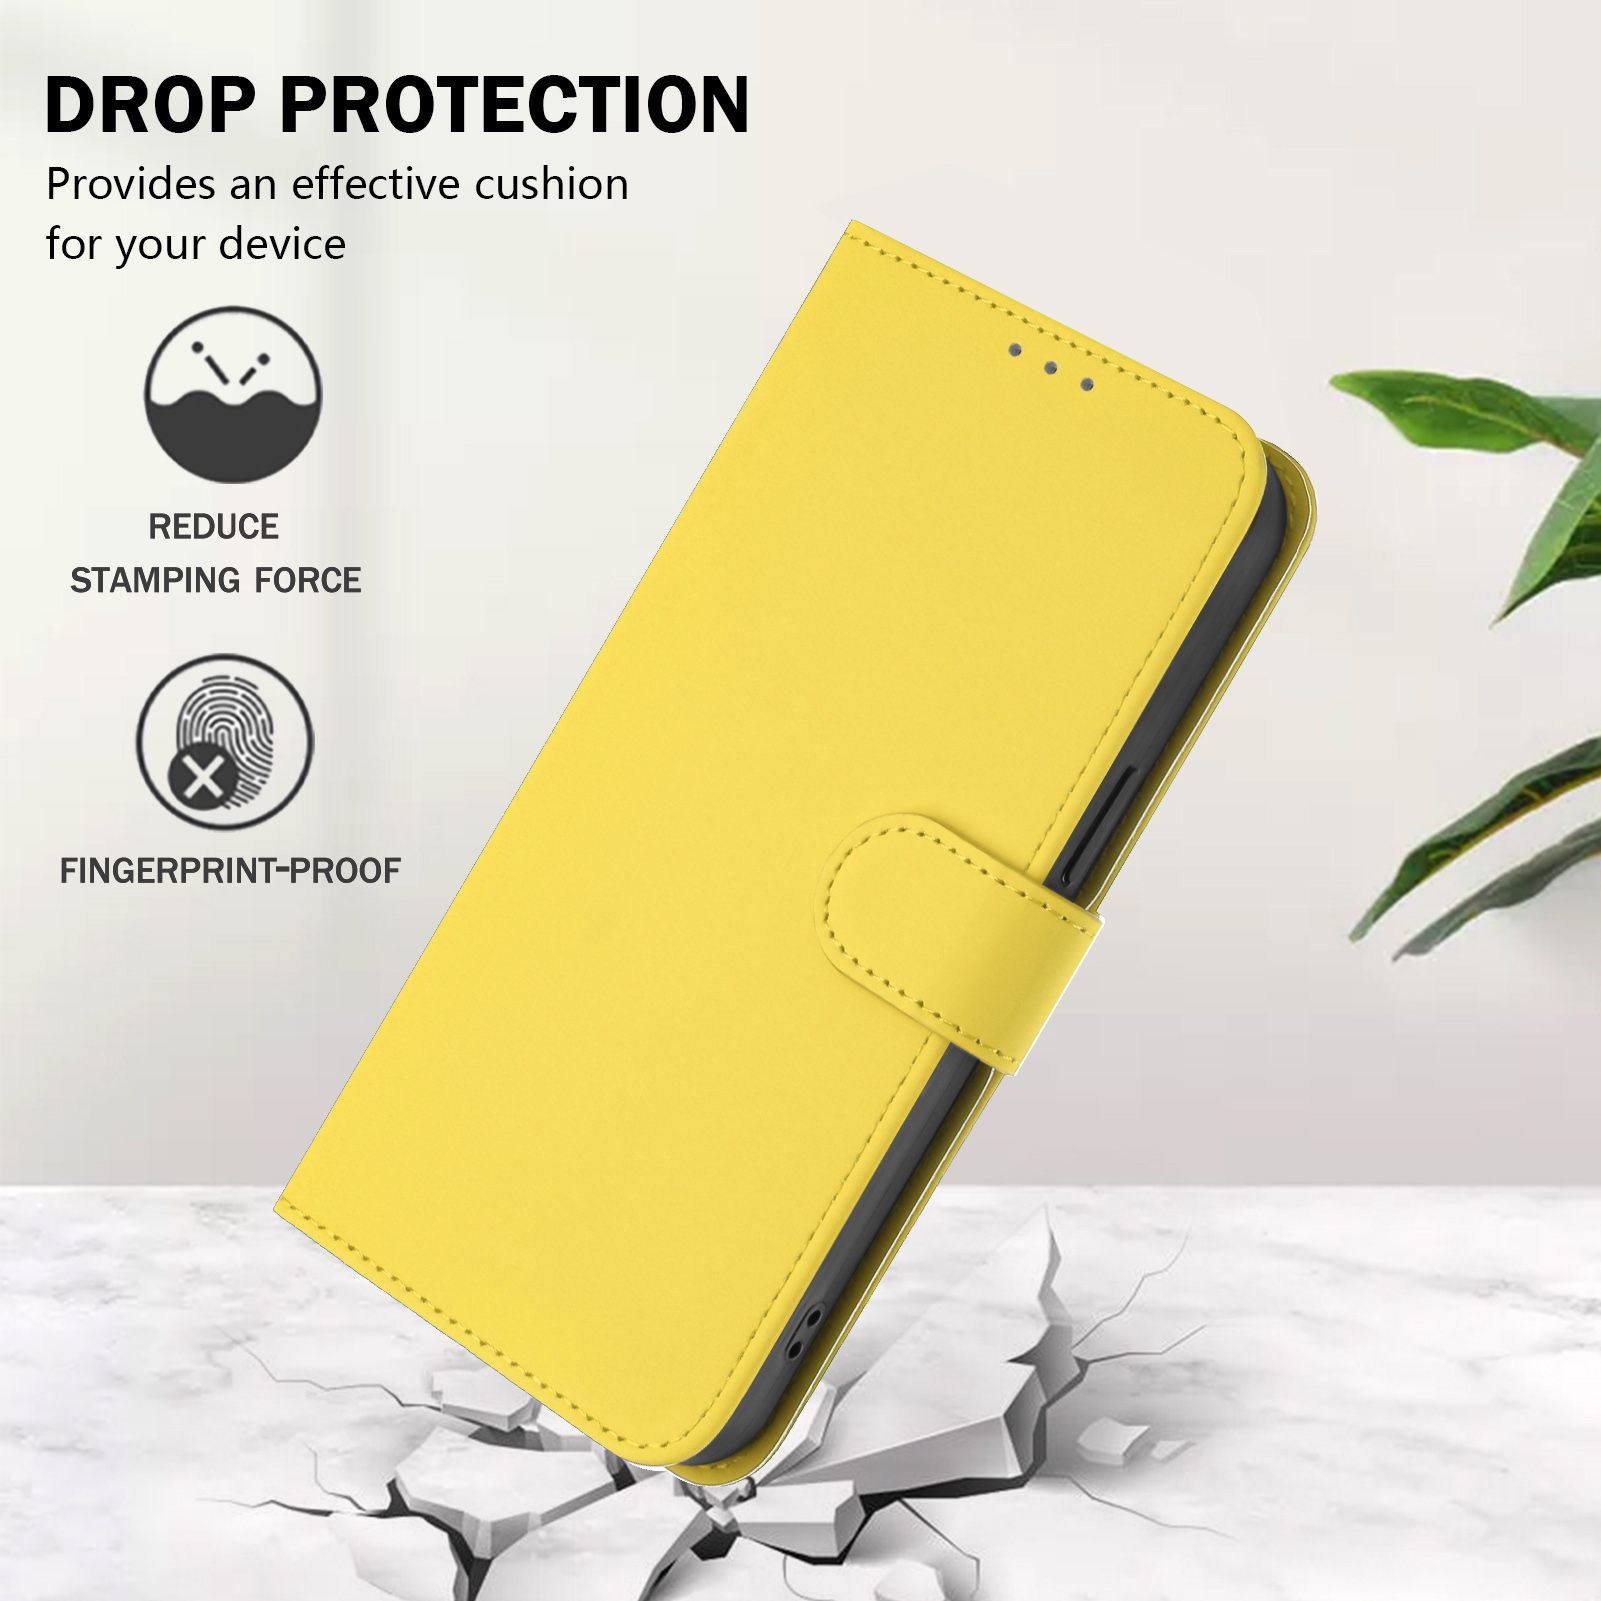 DROP PROTECTION
Provides an effective cushion
for your device
REDUCE
STAMPING FORCE
FINGERPRINT-PROOF